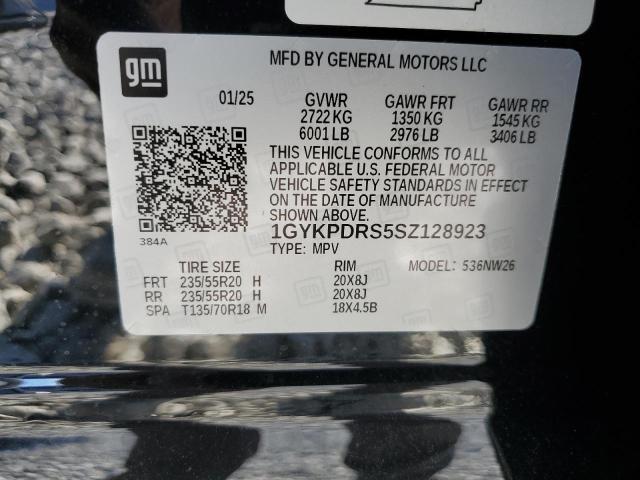 gm
MFD BY GENERAL MOTORS LLC
01/25 GVWR GAWR FRT GAWR RR
2722 KG 1350 KG 1545 KG
6001 LB 2976 LB 3406 LB
THIS VEHICLE CONFORMS TO ALL
APPLICABLE U.S. FEDERAL MOTOR
VEHICLE SAFETY STANDARDS IN EFFECT
ON THE DATE OF MANUFACTURE
SHOWN ABOVE.
384A
1GYKPDRS5SZ128923
TYPE: MPV
TIRE SIZE RIM MODEL: 536NW26
FRT 235/55R20 H 20X8J
RR 235/55R20 H 20X8J
SPA T135/70R18 M 18X4.5B